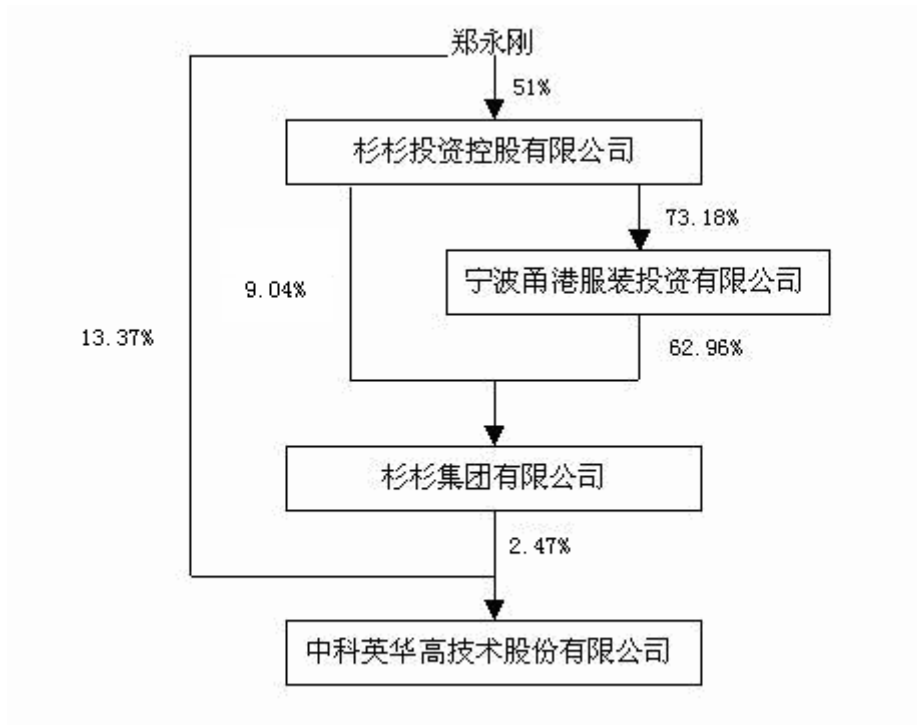 郑永刚
51%
杉杉投资控股有限公司
73.18%
宁波甬港服装投资有限公司
9.04%
13.37%
62.96%
杉杉集团有限公司
2.47%
中科英华高技术股份有限公司